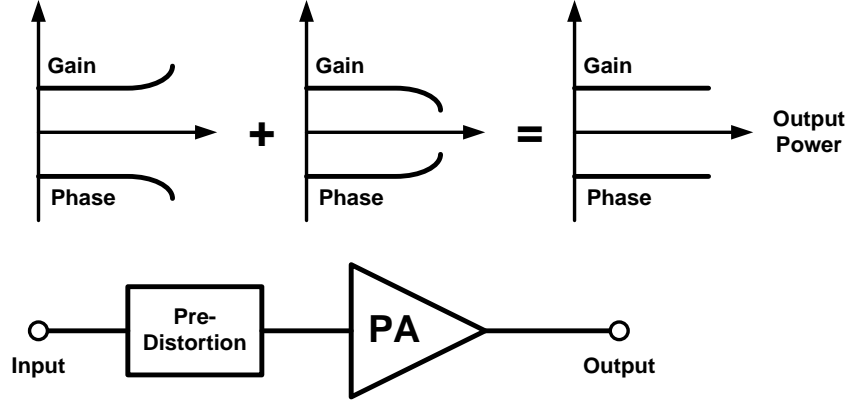 Gain
Phase
+
Gain
Phase
=
Gain
Phase
Output
Power
Pre-
Distortion
PA
Input
Output